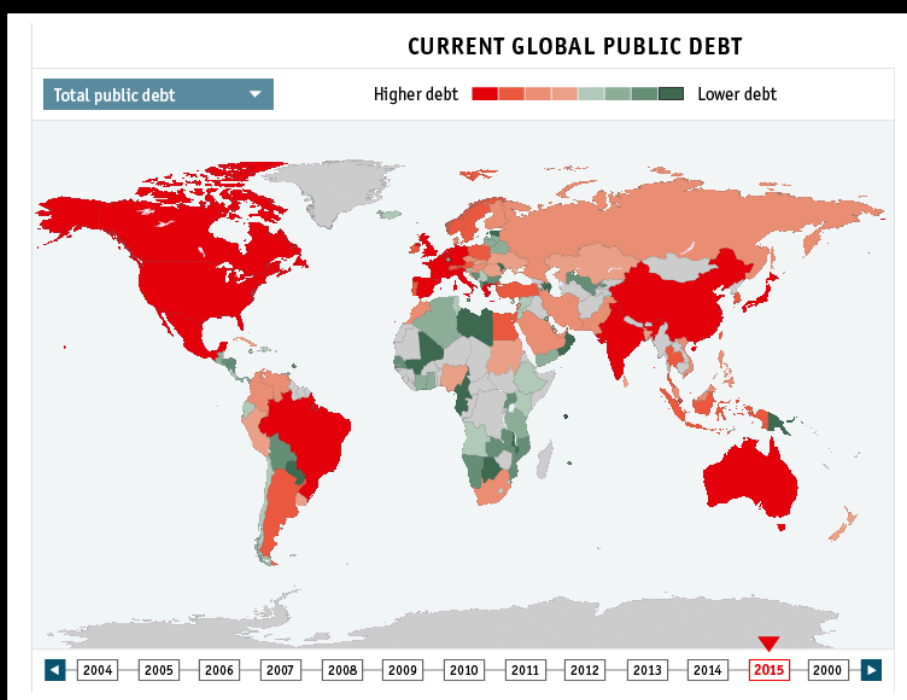 CURRENT GLOBAL PUBLIC DEBT
Total public debt Higher debt Lower debt
2004 2005 2006 2007 2008 2009 2010 2011 2012 2013 2014 2015 2000